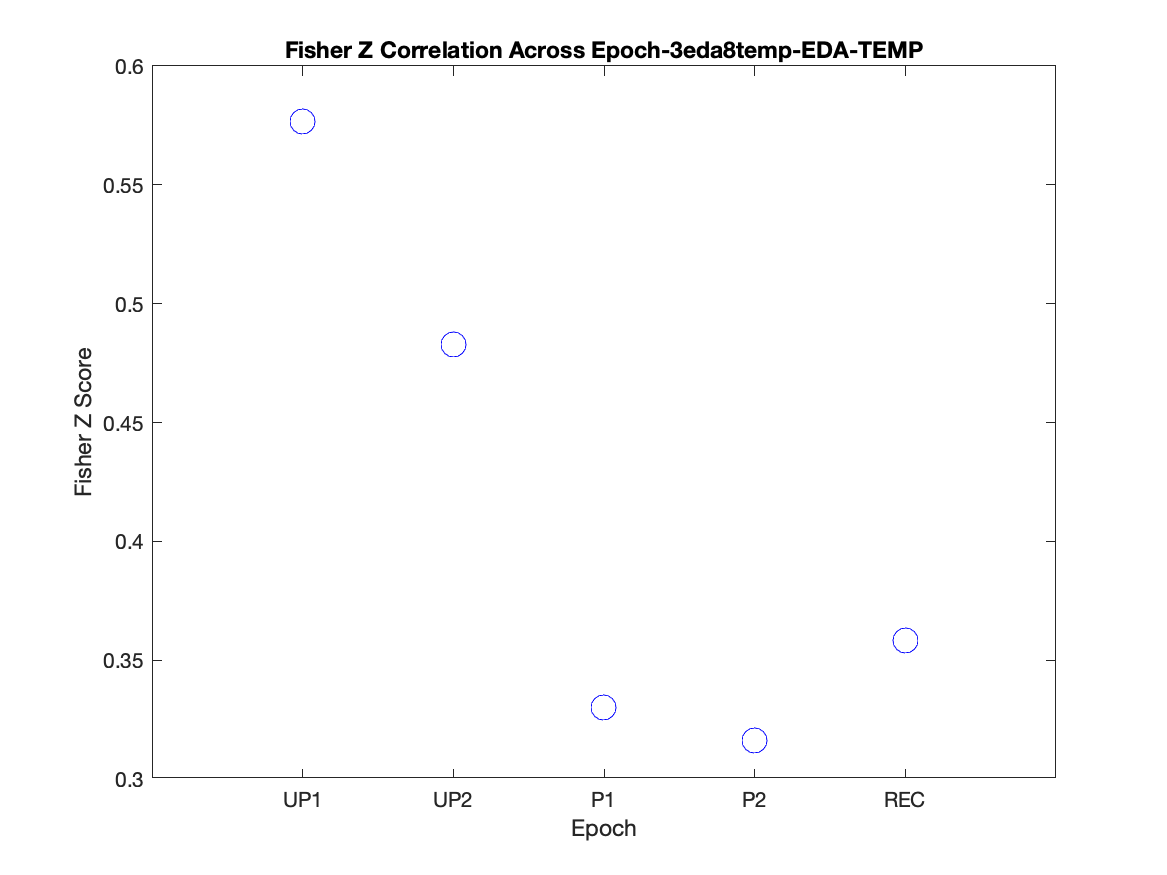 Fisher Z Correlation Across Epoch-3eda8temp-EDA-TEMP
0.6
0.55
0.5
0.45
0.4
0.35
0.3
Fisher Z Score
UP1 UP2 P1 P2 REC
Epoch